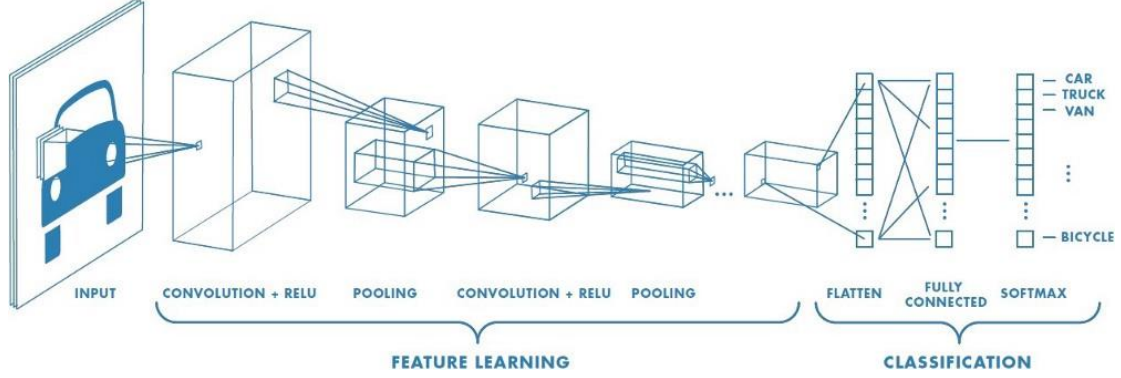 CAR
TRUCK
VAN
BICYCLE
INPUT
CONVOLUTION + RELU
POOLING
CONVOLUTION + RELU
POOLING
FLATTEN
FULLY
CONNECTED
SOFTMAX
FEATURE LEARNING
CLASSIFICATION